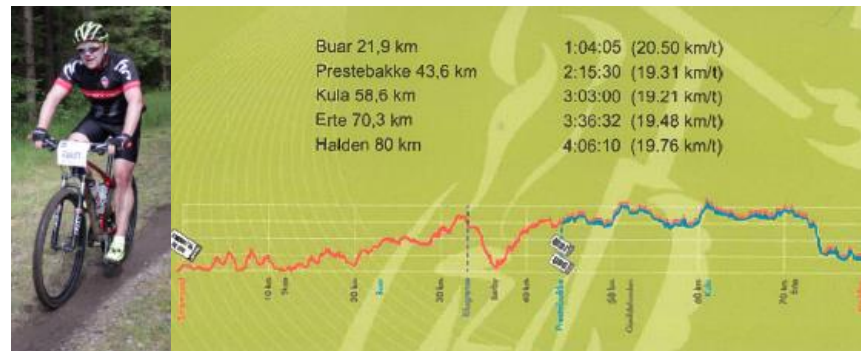 Buar 21,9 km 1:04:05 (20.50 km/t)
Prestebakke 43,6 km 2:15:30 (19.31 km/t)
Kula 58,6 km 3:03:00 (19.21 km/t)
Erte 70,3 km 3:36:32 (19.48 km/t)
Halden 80 km 4:06:10 (19.76 km/t)
10 km
20 km
Buar
30 km
40 km
Prestebakke
50 km
60 km
Kula
70 km
Erte